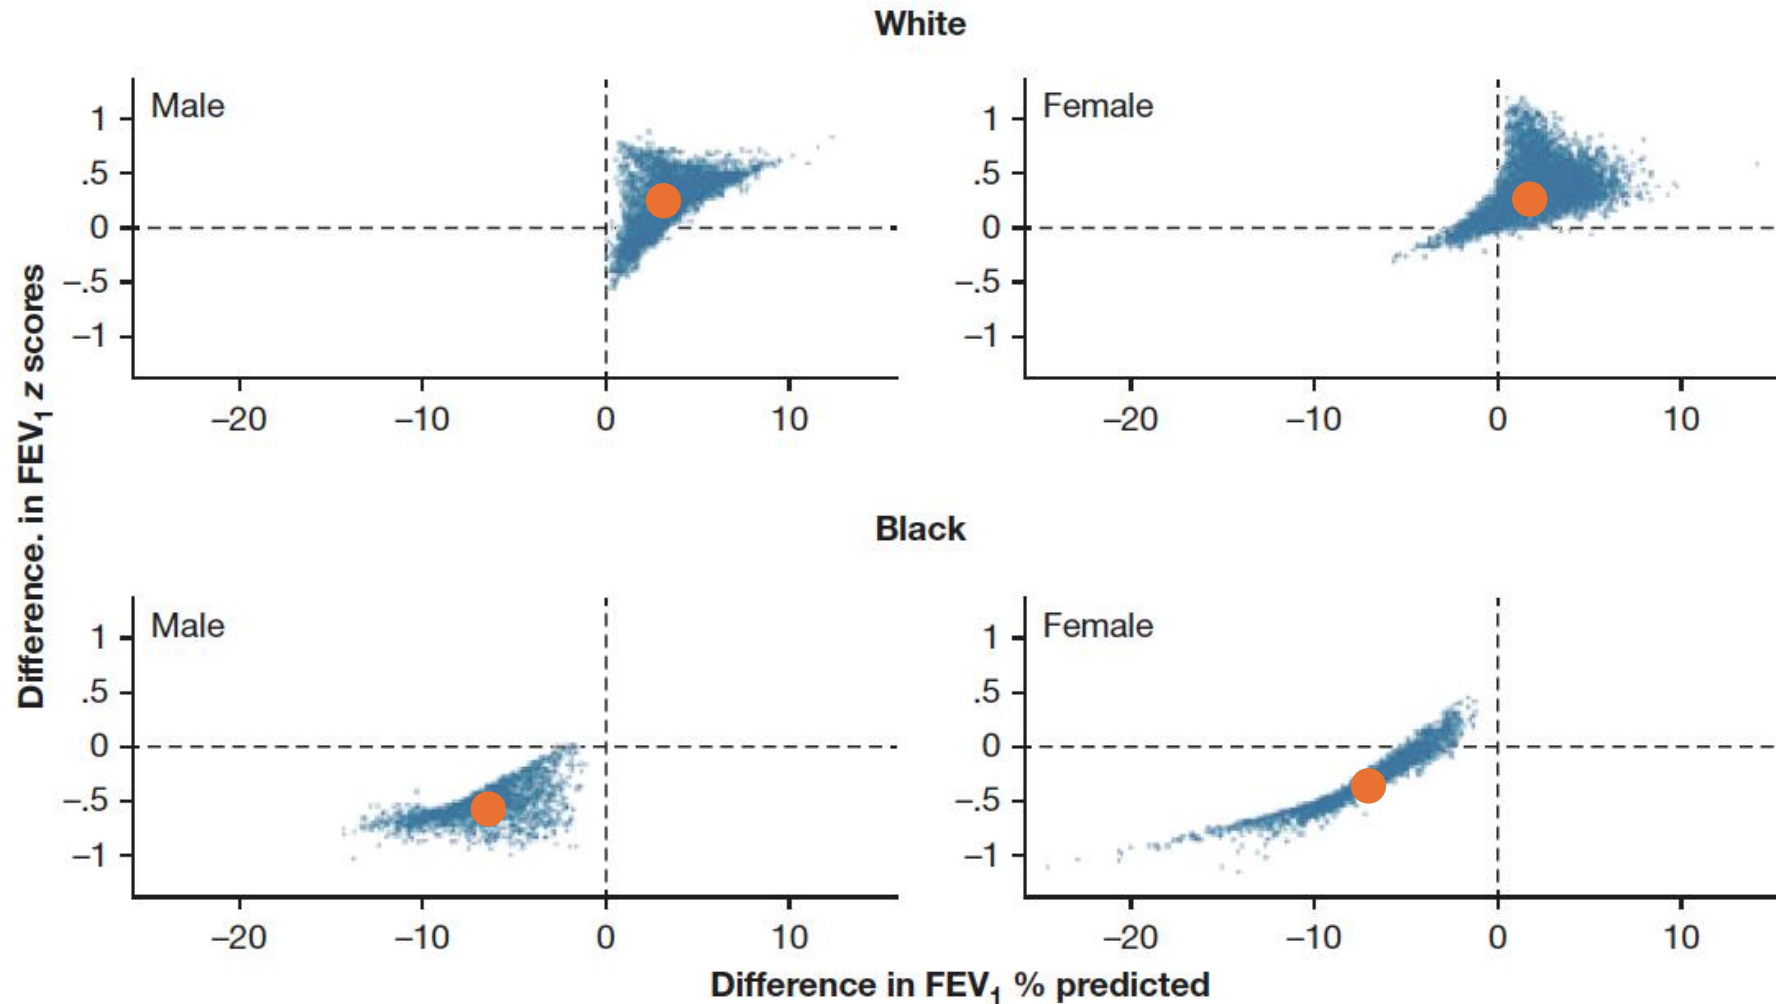 White
Male
1
.5
0
–.5
–1
–20 –10 0 10
Female
1
.5
0
–.5
–1
–20 –10 0 10
Difference. in FEV1 z scores
Black
Male
1
.5
0
–.5
–1
–20 –10 0 10
Female
1
.5
0
–.5
–1
–20 –10 0 10
Difference in FEV1 % predicted